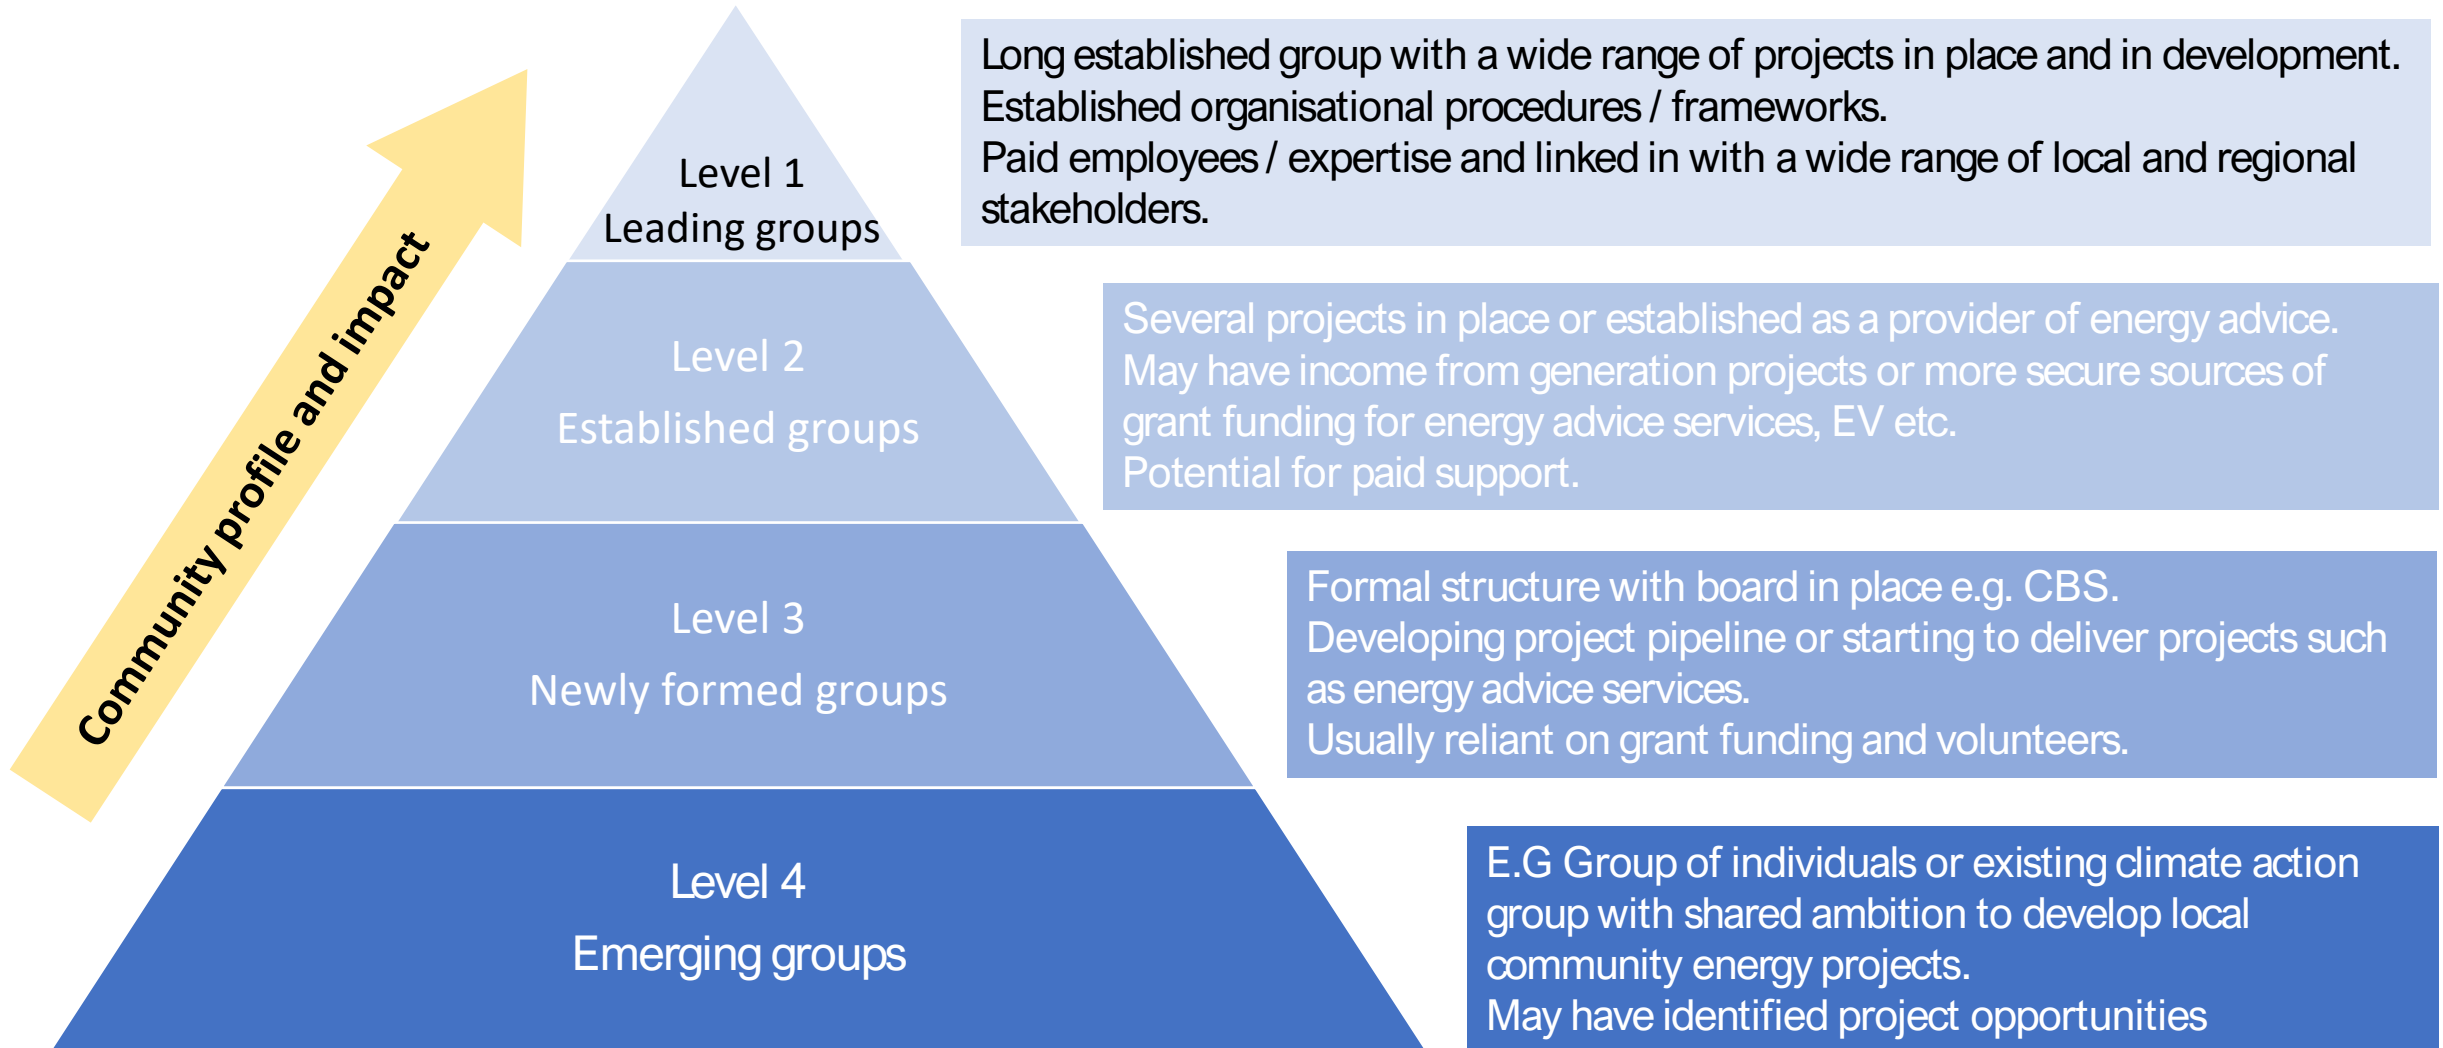 Community profile and impact
Level 1
Leading groups
Long established group with a wide range of projects in place and in development.
Established organisational procedures / frameworks.
Paid employees / expertise and linked in with a wide range of local and regional
stakeholders.
Level 2
Established groups
Several projects in place or established as a provider of energy advice.
May have income from generation projects or more secure sources of
grant funding for energy advice services, EV etc.
Potential for paid support.
Level 3
Newly formed groups
Formal structure with board in place e.g. CBS.
Developing project pipeline or starting to deliver projects such
as energy advice services.
Usually reliant on grant funding and volunteers.
Level 4
Emerging groups
E.G Group of individuals or existing climate action
group with shared ambition to develop local
community energy projects.
May have identified project opportunities